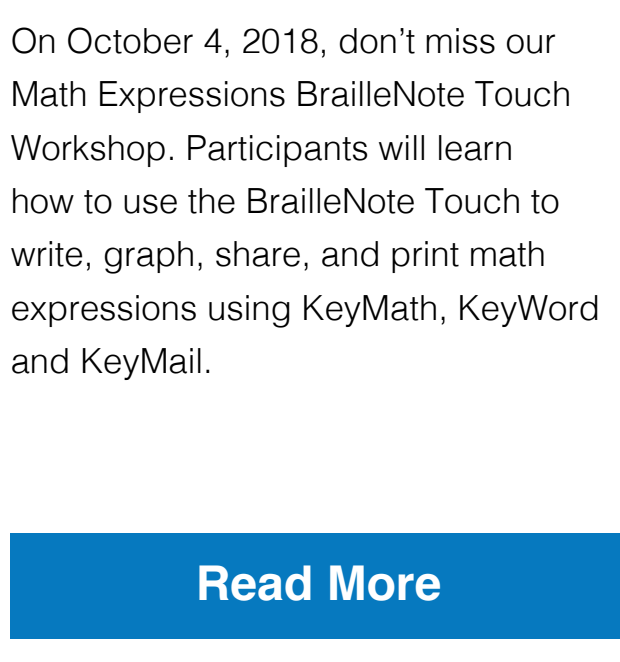 On October 4, 2018, don’t miss our
Math Expressions BrailleNote Touch
Workshop. Participants will learn
how to use the BrailleNote Touch to
write, graph, share, and print math
expressions using KeyMath, KeyWord
and KeyMail.
Read More